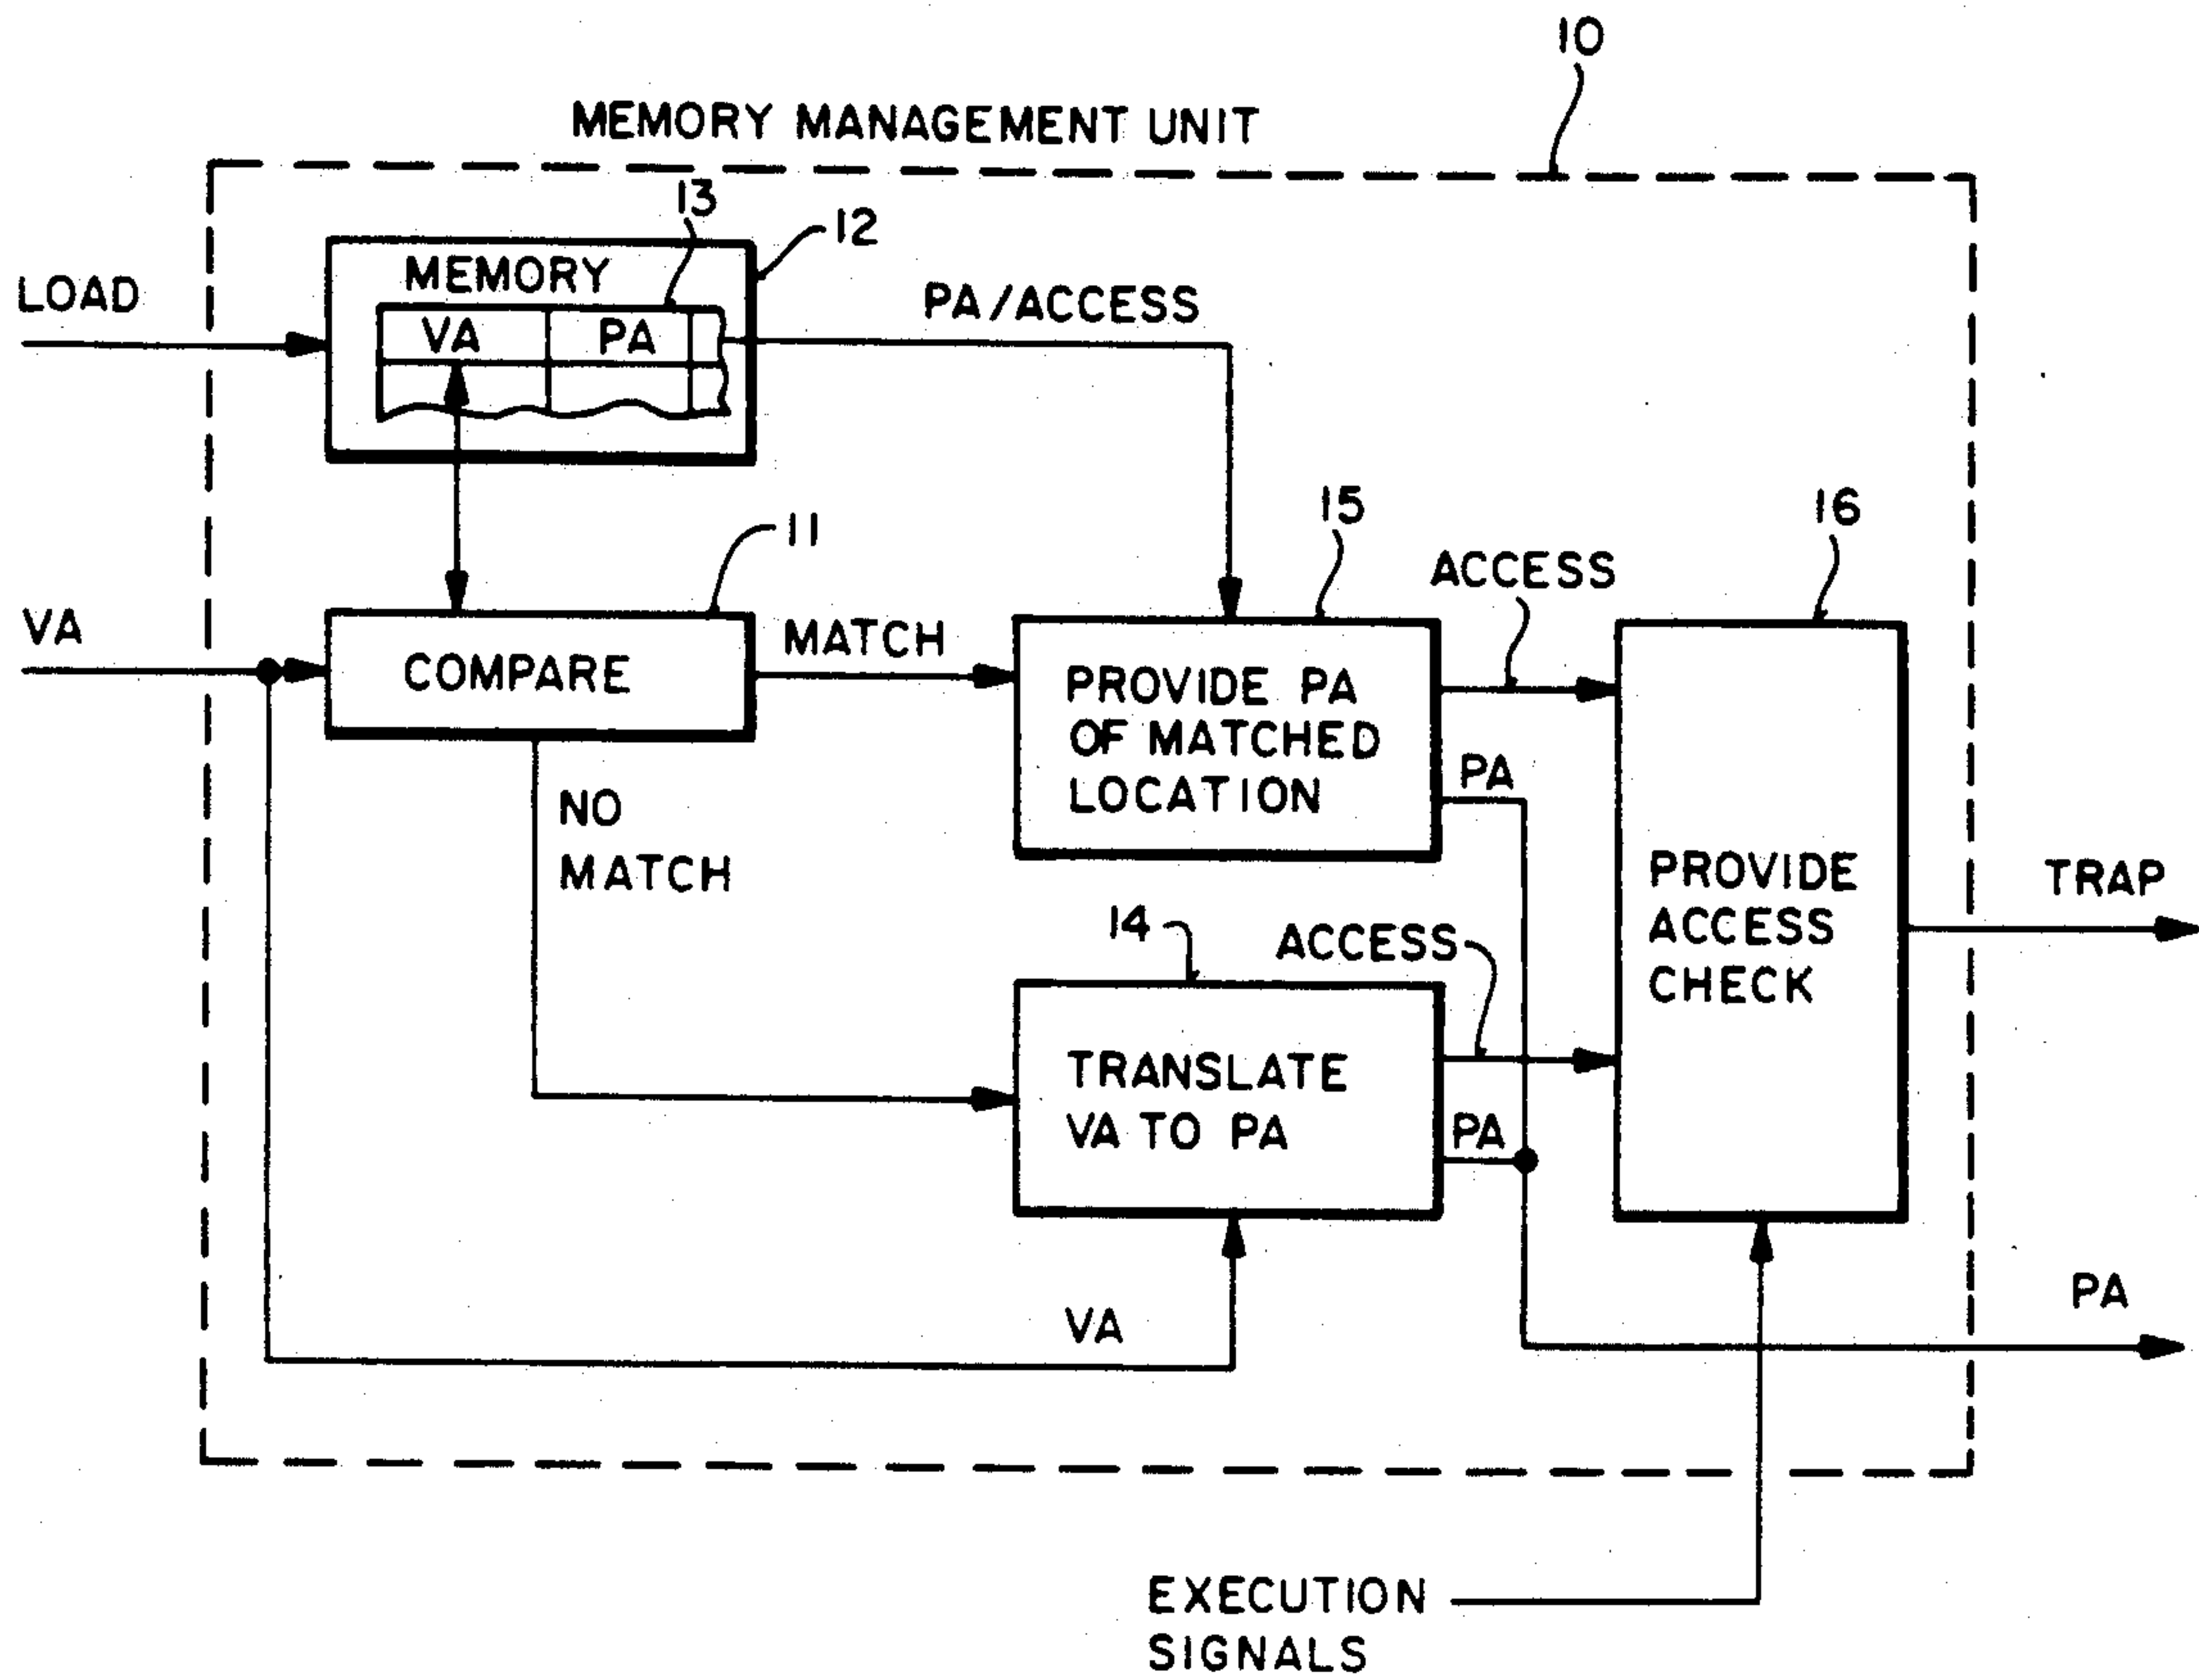 10
MEMORY MANAGEMENT UNIT
13
12
MEMORY
LOAD
PA/ACCESS
VA
PA
15
16
11
ACCESS
VA
MATCH
COMPARE
PROVIDE PA
OF MATCHED
LOCATION
PA
NO
MATCH
PROVIDE
ACCESS
CHECK
TRAP
14
ACCESS
TRANSLATE
VA TO PA
PA
PA
VA
EXECUTION
SIGNALS